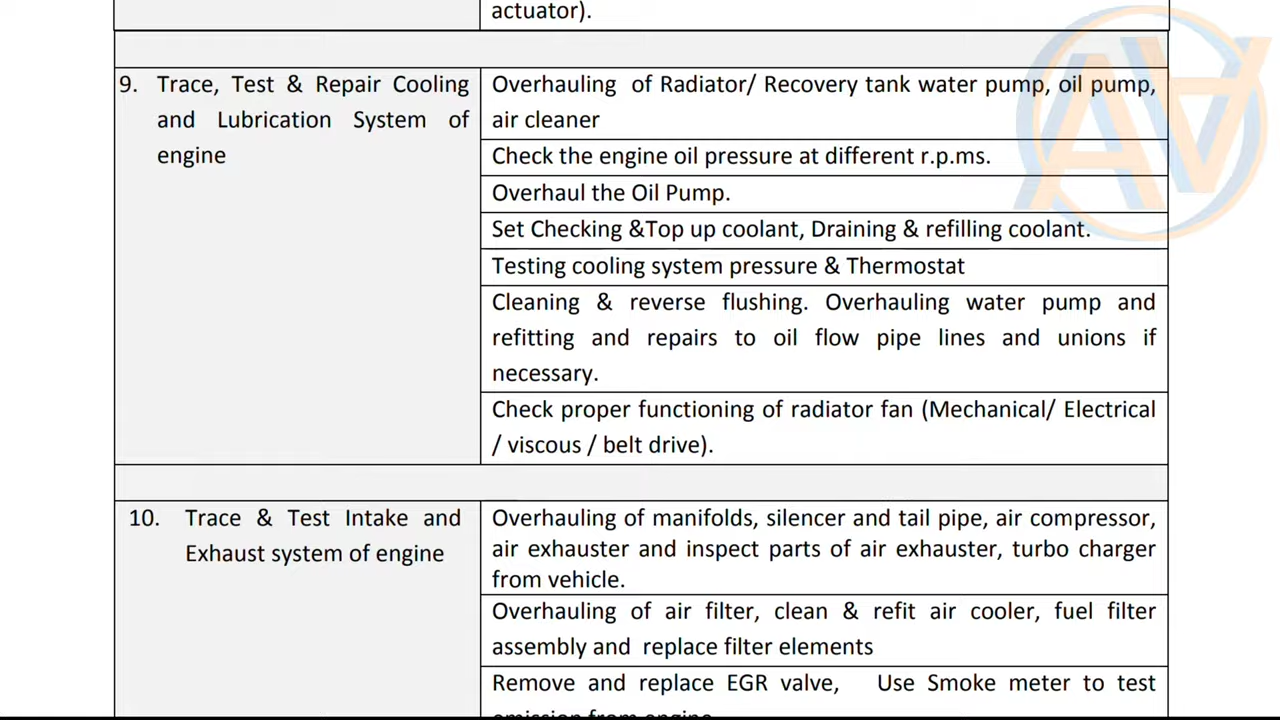 actuator).
9. Trace, Test & Repair Cooling
and Lubrication System of
engine
Overhauling of Radiator/ Recovery tank water pump, oil pump,
air cleaner
Check the engine oil pressure at different r.p.ms.
Overhaul the Oil Pump.
Set Checking &Top up coolant, Draining & refilling coolant.
Testing cooling system pressure & Thermostat
Cleaning & reverse flushing. Overhauling water pump and
refitting and repairs to oil flow pipe lines and unions if
necessary.
Check proper functioning of radiator fan (Mechanical/ Electrical
/ viscous / belt drive).
10. Trace & Test Intake and
Exhaust system of engine
Overhauling of manifolds, silencer and tail pipe, air compressor,
air exhauster and inspect parts of air exhauster, turbo charger
from vehicle.
Overhauling of air filter, clean & refit air cooler, fuel filter
assembly and replace filter elements
Remove and replace EGR valve, Use Smoke meter to test
emission from engine